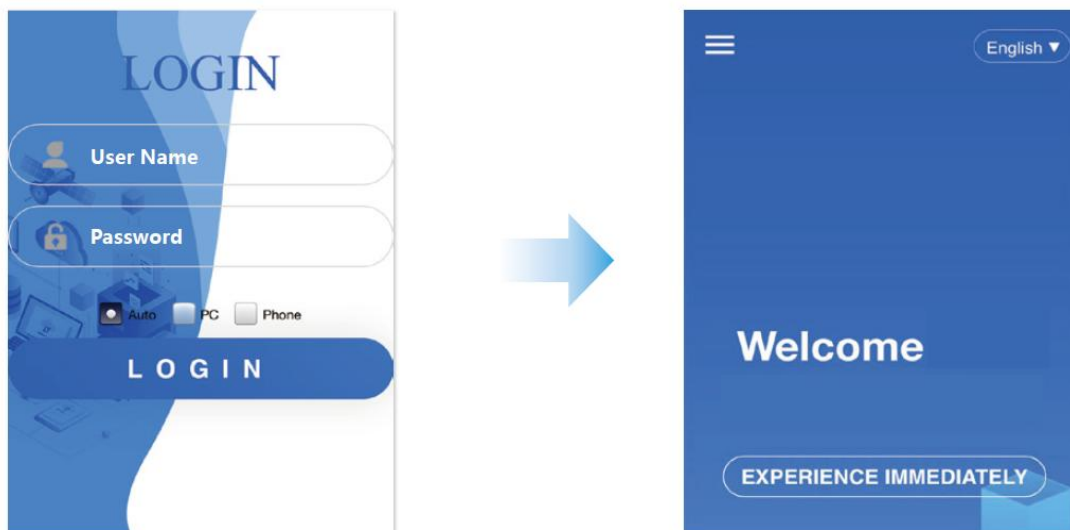 LOGIN
User Name
Password
Auto PC Phone
LOGIN
English ▼
Welcome
EXPERIENCE IMMEDIATELY